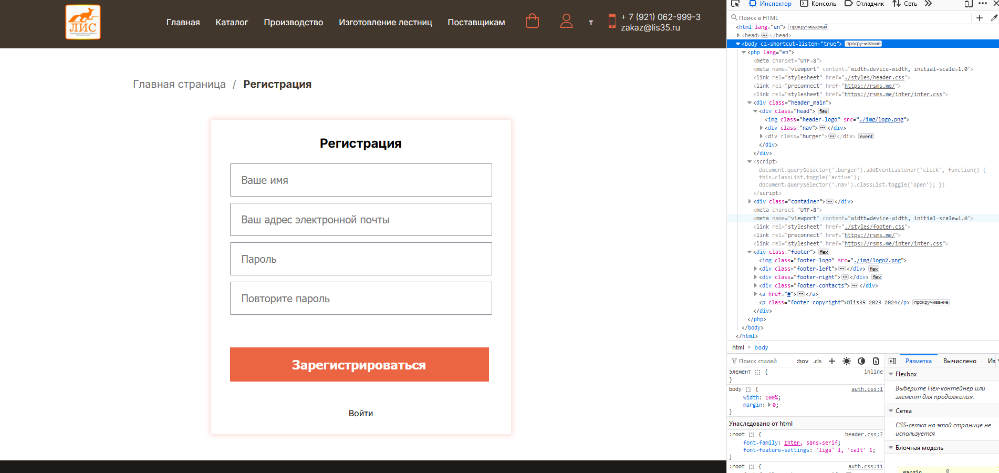 ЛИС
Главная
Каталог
Производство
Изготовление лестниц
Поставщикам
т
+ 7 (921) 062-999-3
zakaz@lis35.ru
Главная страница / Регистрация
Регистрация
Ваше имя
Ваш адрес электронной почты
Пароль
Повторите пароль
Зарегистрироваться
Войти
Инспектор
Консоль
Отладчик
Сеть
Поиск в HTML
<html lang="en"> прокручиваемый
<head> </head>
<body cz-shortcut-listen="true"> прокручивание
<php lang="en">
<meta charset="UTF-8">
<meta name="viewport" content="width=device-width, initial-scale=1.0">
<link rel="stylesheet" href="./styles/header.css">
<link rel="preconnect" href="https://rsms.me/">
<link rel="stylesheet" href="https://rsms.me/inter/inter.css">
<div class="header_main">
<div class="head"> flex
<img class="header-logo" src="./img/logo.png">
<div class="nav"> </div>
<div class="burger"> </div> event
</div>
</div>
<script>
document.querySelector('.burger').addEventListener('click', function() {
this.classList.toggle('active');
document.querySelector('.nav').classList.toggle('open'); })
</script>
<div class="container"> </div>
<meta charset="UTF-8">
<meta name="viewport" content="width=device-width, initial-scale=1.0">
<link rel="stylesheet" href="./styles/footer.css">
<link rel="preconnect" href="https://rsms.me/">
<link rel="stylesheet" href="https://rsms.me/inter/inter.css">
<div class="footer"> flex
<img class="footer-logo" src="./img/logo2.png">
<div class="footer-left"> </div> flex
<div class="footer-right"> </div> flex
<div class="footer-contacts"> </div>
<a href="#"> </a>
<p class="footer-copyright">©lis35 2023-2024</p> прокручивание
</div>
</php>
</body>
</html>
html > body
Поиск стилей
:hov .cls +
элемент { inline
}
body { auth.css:1
width: 100%;
margin: 0;
}
Унаследовано от html
:root { header.css:7
font-family: Inter, sans-serif;
font-feature-settings: 'liga' 1, 'calt' 1;
}
:root { auth.css:11
Разметка
Вычислено
Из
Flexbox
Выберите Flex-контейнер или
элемент для продолжения.
Сетка
CSS-сетка на этой странице не
используется
Блочная модель
margin 0